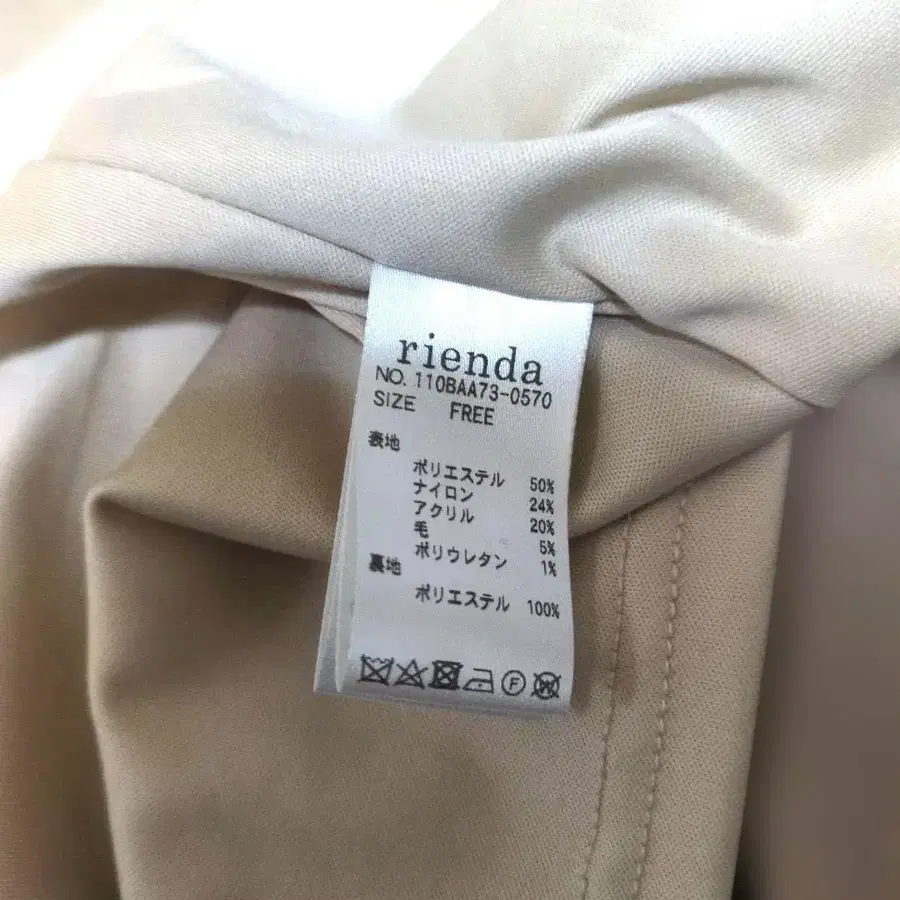 rienda
NO. 110BAA73-0570
SIZE FREE
表地
ポリエステル 50%
ナイロン 24%
アクリル 20%
毛 5%
ポリウレタン 1%
裏地
ポリエステル 100%
F W